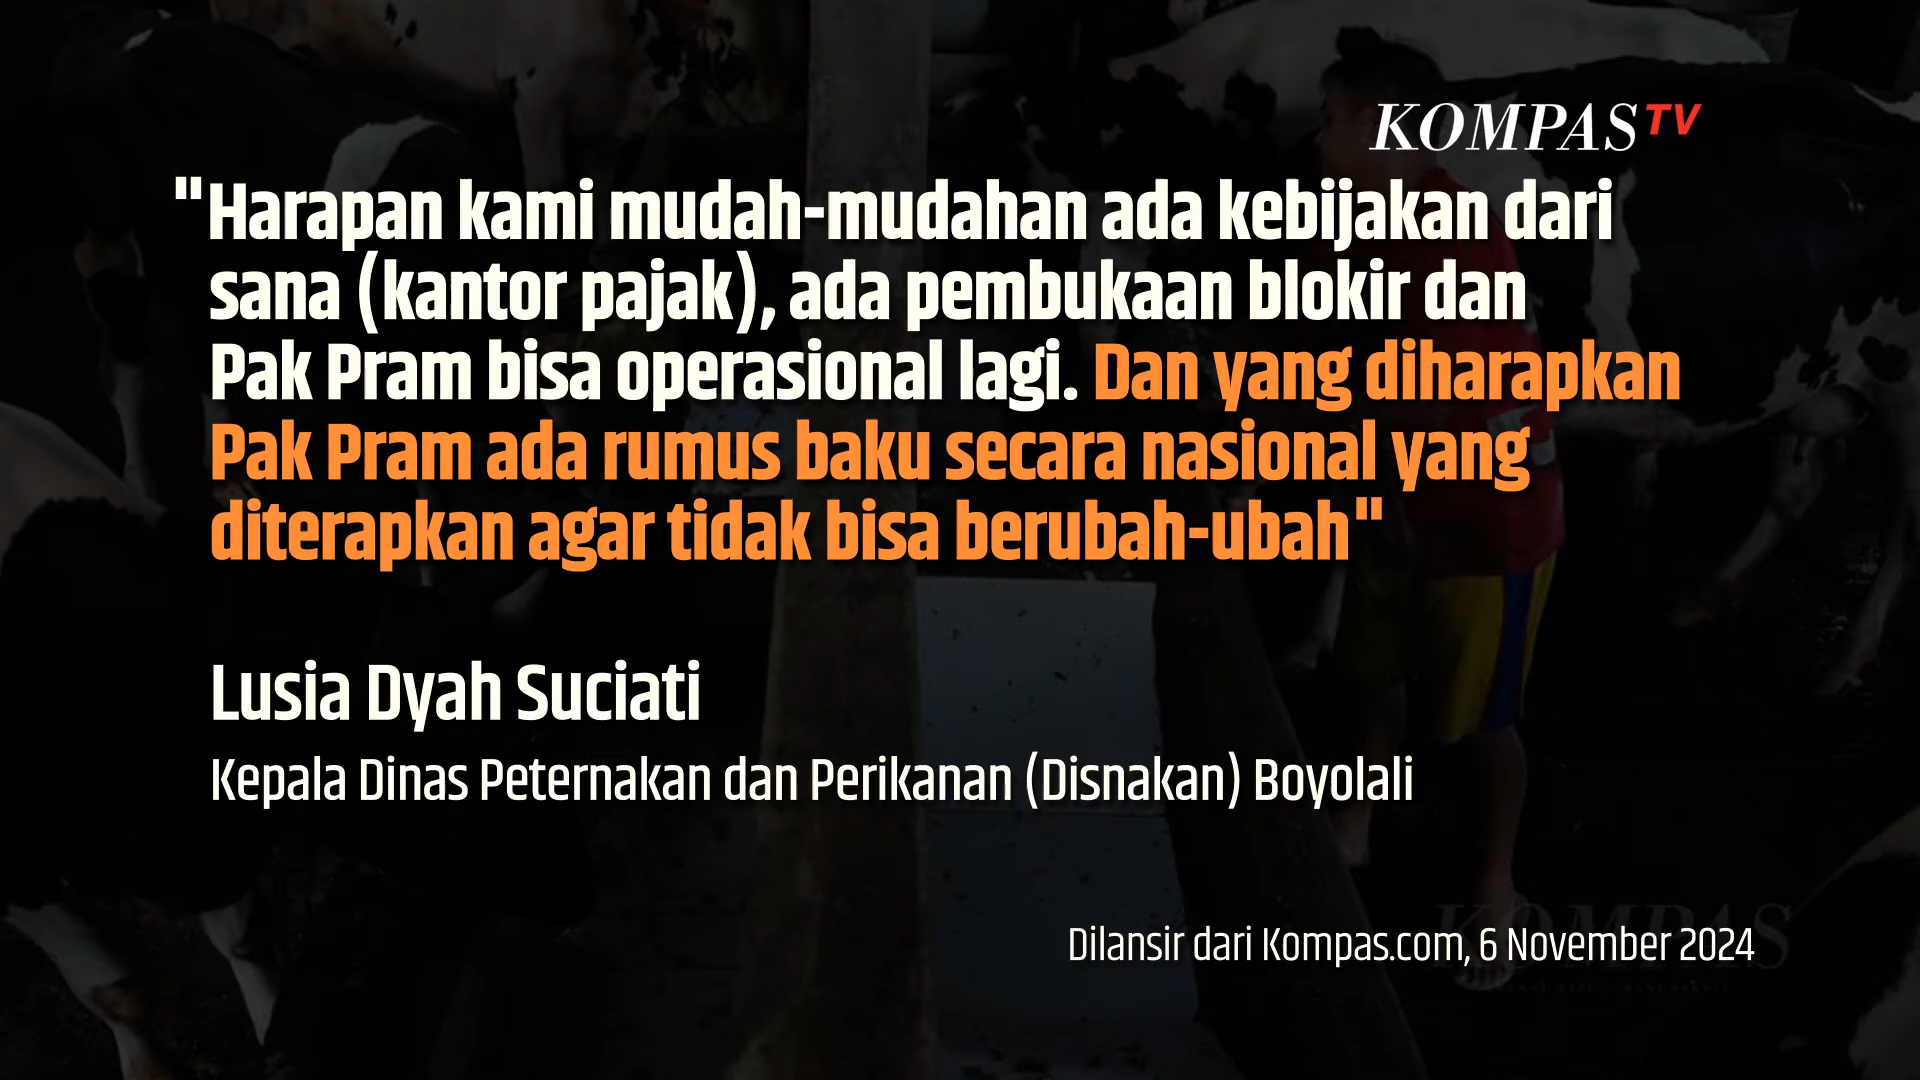 KOMPAS TV
"Harapan kami mudah-mudahan ada kebijakan dari
sana (kantor pajak), ada pembukaan blokir dan
Pak Pram bisa operasional lagi. Dan yang diharapkan
Pak Pram ada rumus baku secara nasional yang
diterapkan agar tidak bisa berubah-ubah"
Lusia Dyah Suciati
Kepala Dinas Peternakan dan Perikanan (Disnakan) Boyolali
Dilansir dari Kompas.com, 6 November 2024
KOMPAS